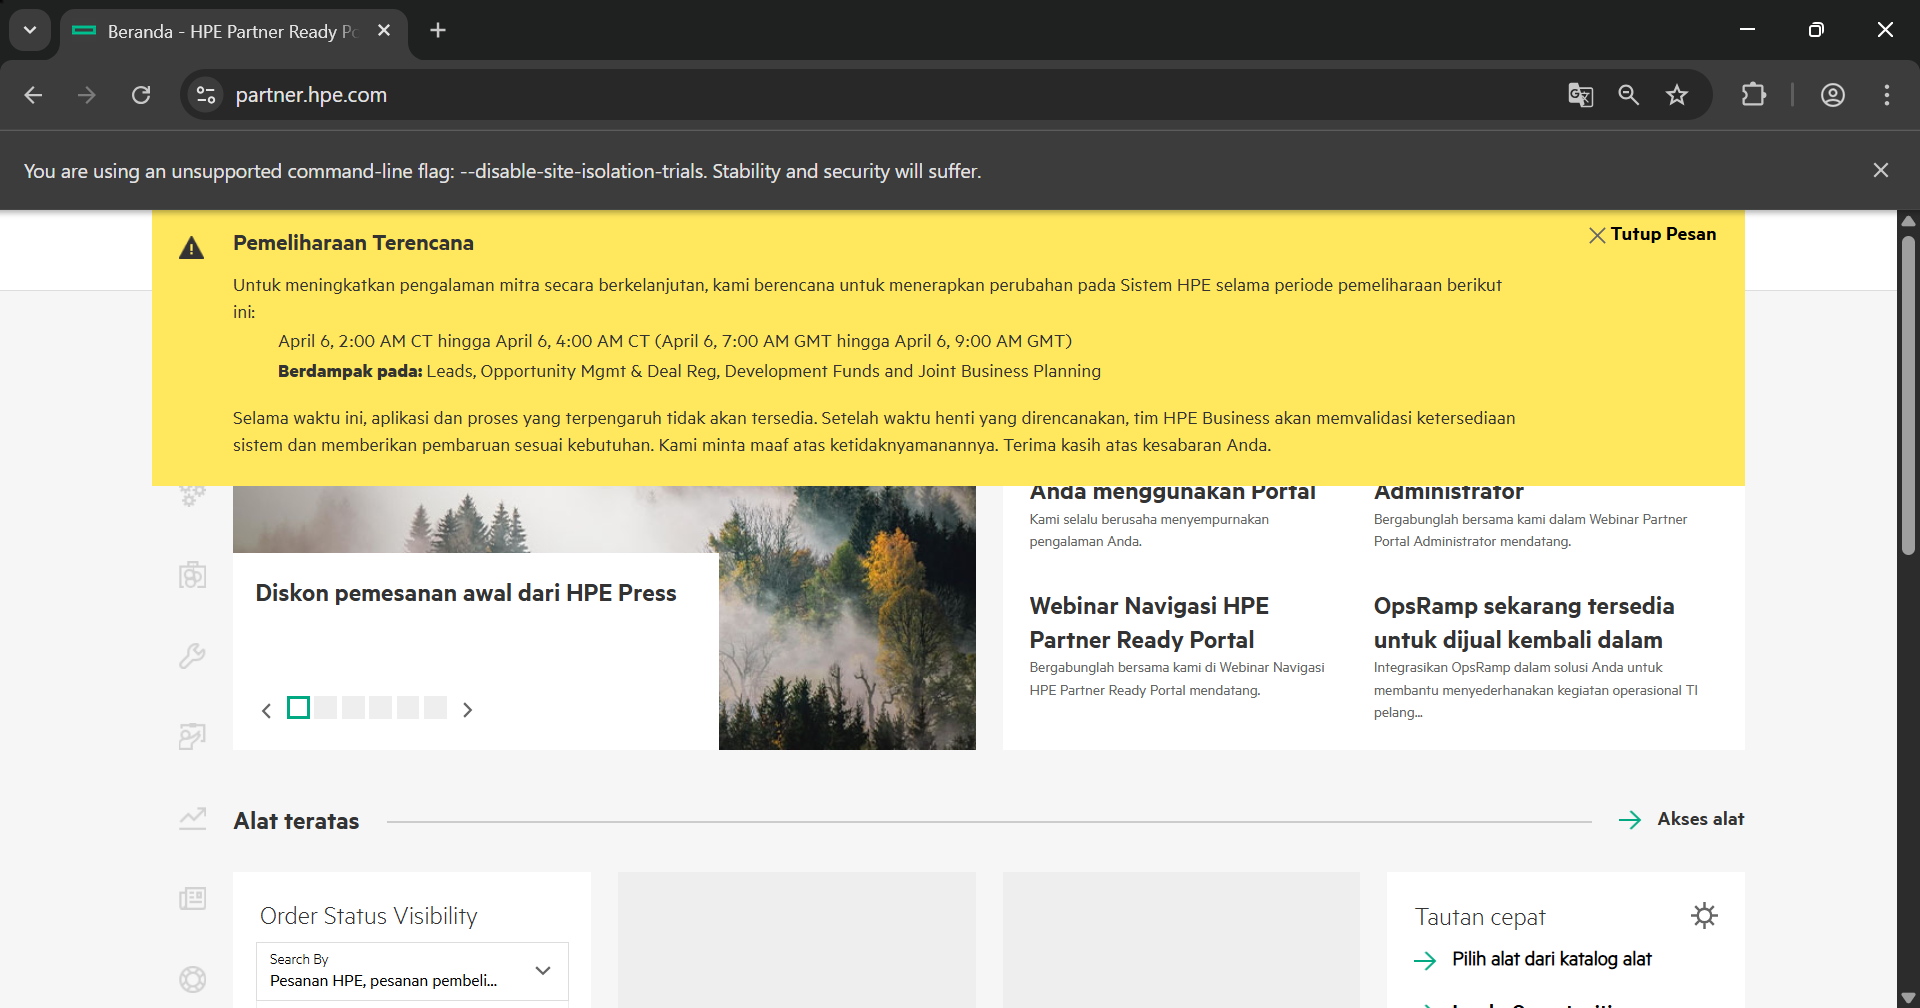 Beranda - HPE Partner Ready Po
partner.hpe.com
You are using an unsupported command-line flag: --disable-site-isolation-trials. Stability and security will suffer.
Pemeliharaan Terencana
Tutup Pesan
Untuk meningkatkan pengalaman mitra secara berkelanjutan, kami berencana untuk menerapkan perubahan pada Sistem HPE selama periode pemeliharaan berikut
ini:
April 6, 2:00 AM CT hingga April 6, 4:00 AM CT (April 6, 7:00 AM GMT hingga April 6, 9:00 AM GMT)
Berdampak pada: Leads, Opportunity Mgmt & Deal Reg, Development Funds and Joint Business Planning
Selama waktu ini, aplikasi dan proses yang terpengaruh tidak akan tersedia. Setelah waktu henti yang direncanakan, tim HPE Business akan memvalidasi ketersediaan
sistem dan memberikan pembaruan sesuai kebutuhan. Kami minta maaf atas ketidaknyamanannya. Terima kasih atas kesabaran Anda.
Diskon pemesanan awal dari HPE Press
Anda menggunakan Portal
Kami selalu berusaha menyempurnakan
pengalaman Anda.
Administrator
Bergabunglah bersama kami dalam Webinar Partner
Portal Administrator mendatang.
Webinar Navigasi HPE
Partner Ready Portal
Bergabunglah bersama kami di Webinar Navigasi
HPE Partner Ready Portal mendatang.
OpsRamp sekarang tersedia
untuk dijual kembali dalam
Integrasikan OpsRamp dalam solusi Anda untuk
membantu menyederhanakan kegiatan operasional TI
pelang...
Alat teratas
Akses alat
Order Status Visibility
Search By
Pesanan HPE, pesanan pembeli...
Tautan cepat
Pilih alat dari katalog alat